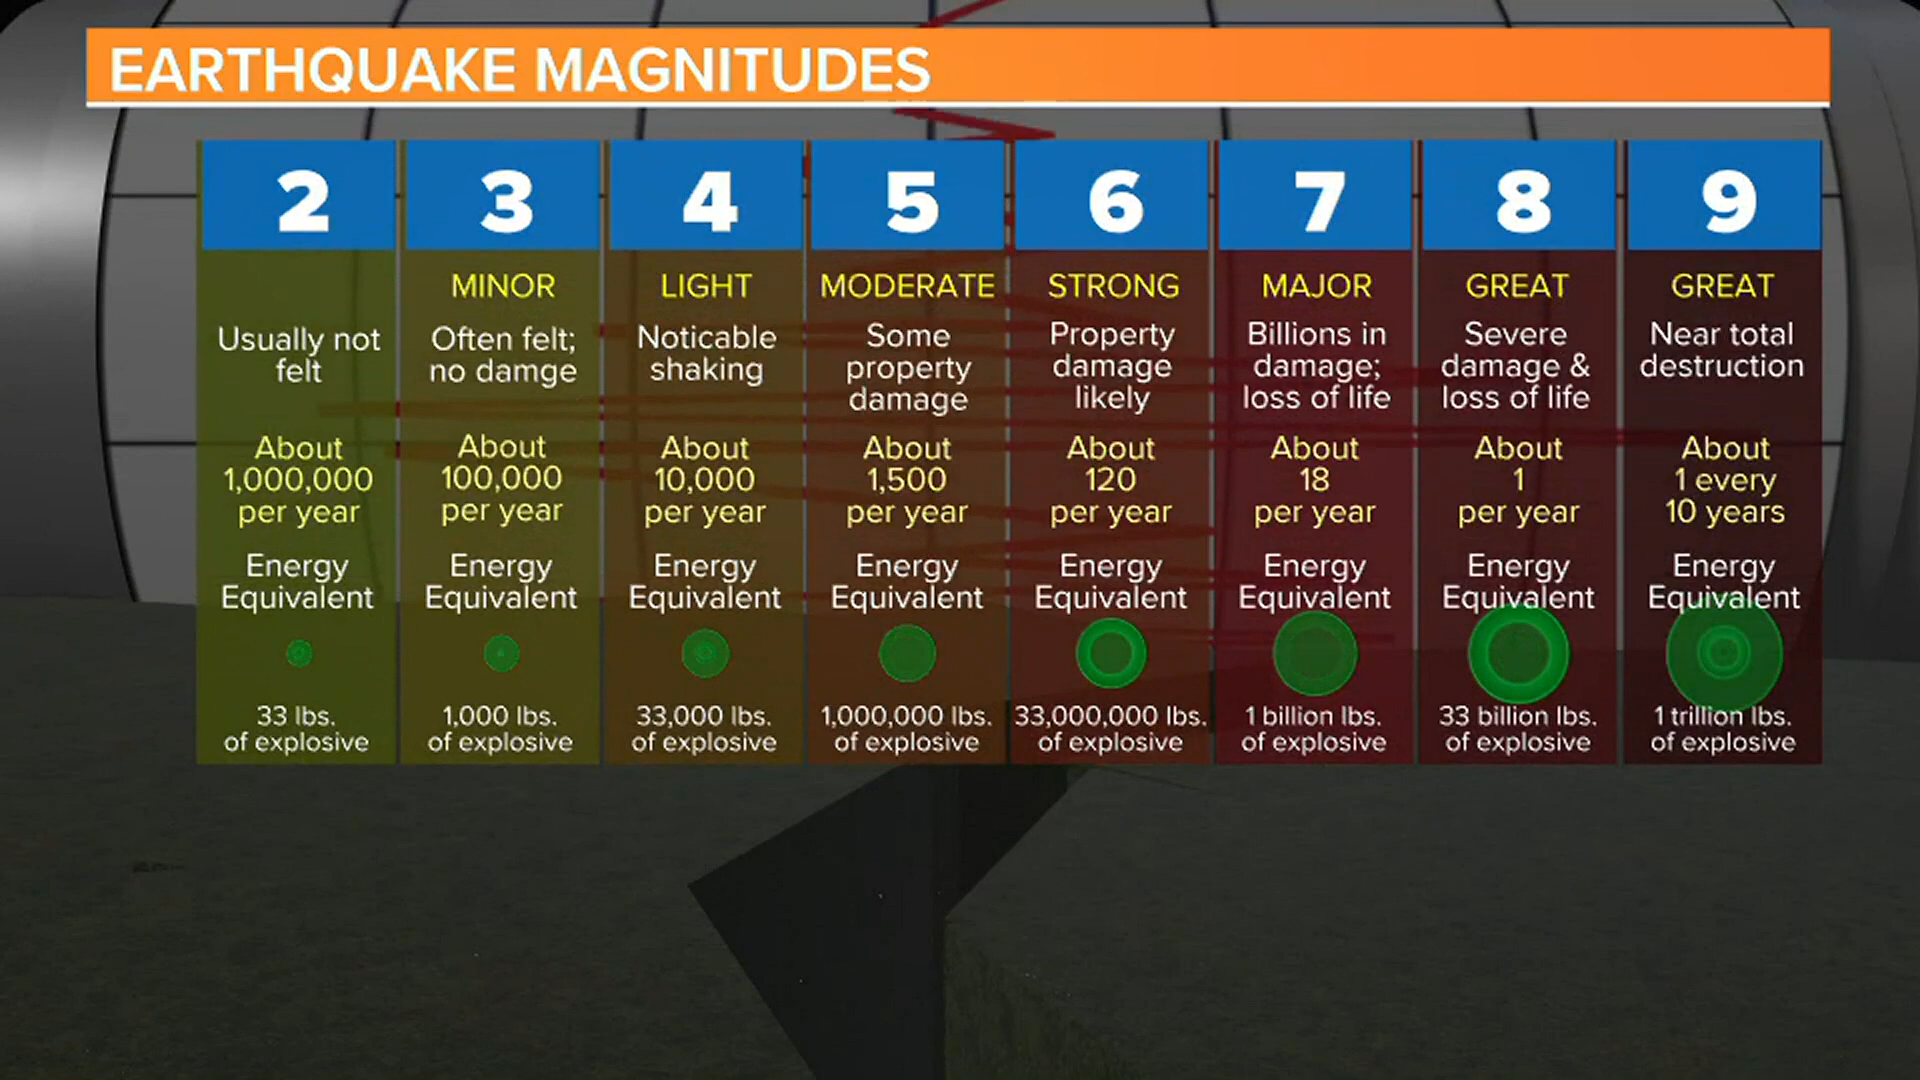 EARTHQUAKE MAGNITUDES
2
Usually not
felt
About
1,000,000
per year
Energy
Equivalent
33 lbs.
of explosive
3
MINOR
Often felt;
no damge
About
100,000
per year
Energy
Equivalent
1,000 lbs.
of explosive
4
LIGHT
Noticable
shaking
About
10,000
per year
Energy
Equivalent
33,000 lbs.
of explosive
5
MODERATE
Some
property
damage
About
1,500
per year
Energy
Equivalent
1,000,000 lbs.
of explosive
6
STRONG
Property
damage
likely
About
120
per year
Energy
Equivalent
33,000,000 lbs.
of explosive
7
MAJOR
Billions in
damage;
loss of life
About
18
per year
Energy
Equivalent
1 billion lbs.
of explosive
8
GREAT
Severe
damage &
loss of life
About
1
per year
Energy
Equivalent
33 billion lbs.
of explosive
9
GREAT
Near total
destruction
About
1 every
10 years
Energy
Equivalent
1 trillion lbs.
of explosive